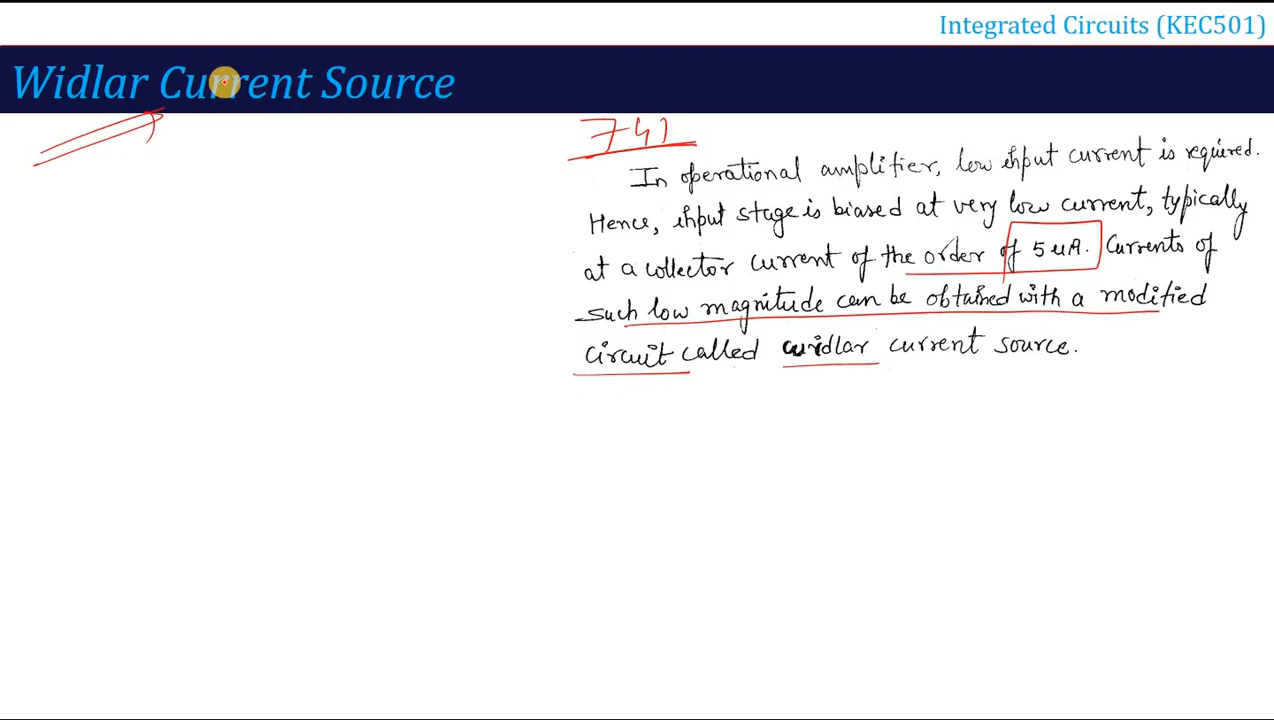 Integrated Circuits (KEC501)
Widlar Current Source
741
In operational amplifier, low input current is required.
Hence, input stage is biased at very low current, typically
at a collector current of the order of 5 uA. Currents of
such low magnitude can be obtained with a modified
circuit called widlar current source.